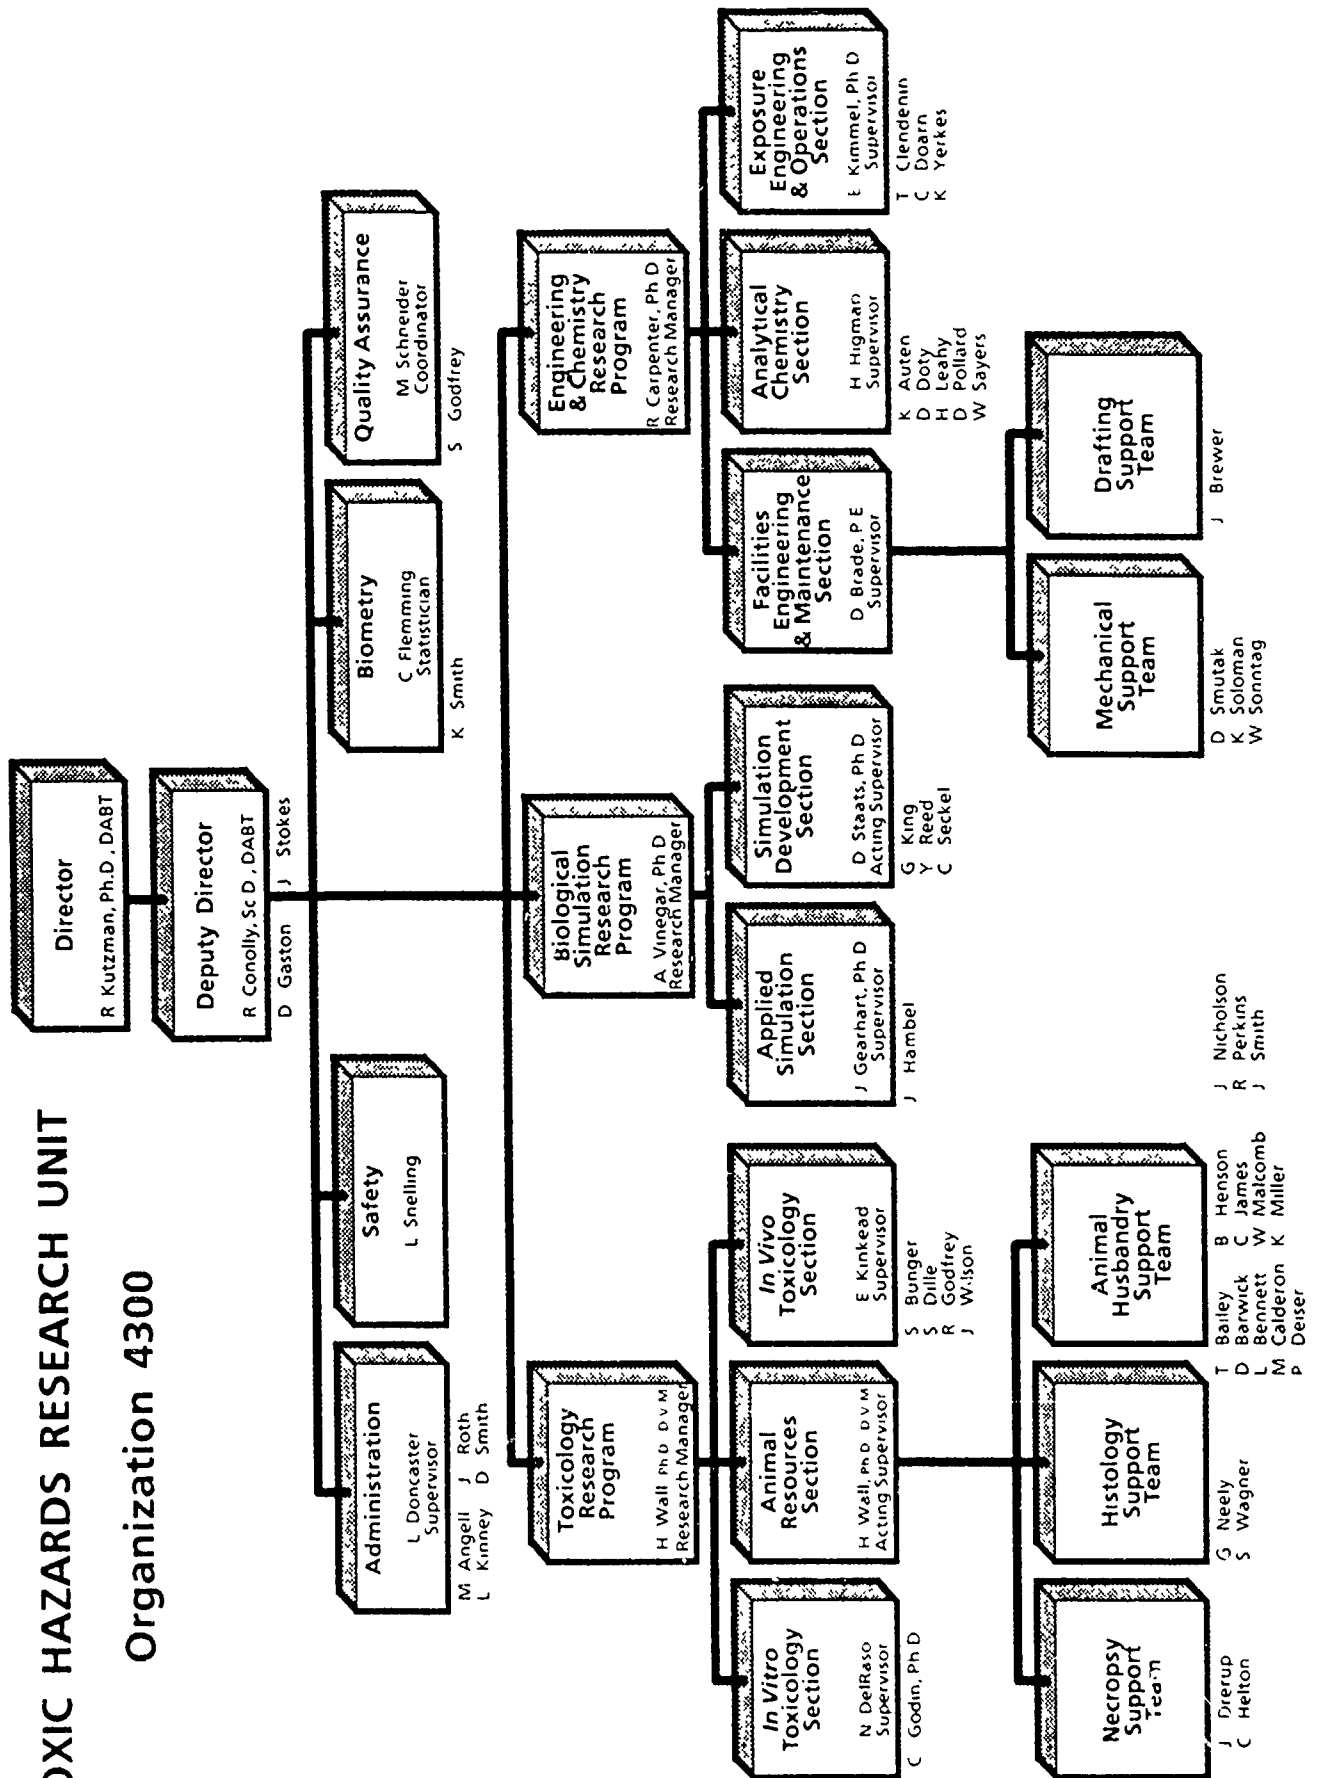 OXIC HAZARDS RESEARCH UNIT
Organization 4300
Director
R Kutzman, Ph.D, DABT
Deputy Director
R Conolly, Sc D, DABT
D Gaston J Stokes
Administration
L Doncaster
Supervisor
M Angell J Roth
L Kinney D Smith
Safety
L Snelling
Biometry
C Flemming
Statistician
K Smith
Quality Assurance
M Schneider
Coordinator
S Godfrey
Toxicology
Research
Program
H Wall Ph D D V M
Research Manager
Biological
Simulation
Research
Program
A Vinegar, Ph D
Research Manager
Engineering
& Chemistry
Research
Program
R Carpenter, Ph D
Research Manager
In Vitro
Toxicology
Section
N DelRaso
Supervisor
C Godin, Ph D
Animal
Resources
Section
H Wall, Ph D D V M
Acting Supervisor
In Vivo
Toxicology
Section
E Kinkead
Supervisor
S Bunger
S Dille
R Godfrey
J Wilson
Applied
Simulation
Section
J Gearhart, Ph D
Supervisor
J Hambel
Simulation
Development
Section
D Staats, Ph D
Acting Supervisor
G King
Y Reed
C Seckel
Facilities
Engineering
& Maintenance
Section
D Brade, P E
Supervisor
Analytical
Chemistry
Section
H Higman
Supervisor
K Auten
D Doty
H Leahy
D Pollard
W Sayers
Exposure
Engineering
& Operations
Section
E Kimmel, Ph D
Supervisor
T Clendenin
C Doarn
K Yerkes
Necropsy
Support
Team
J Drerup
C Helton
Histology
Support
Team
G Neely
S Wagner
Animal
Husbandry
Support
Team
T Bailey B Henson J Nicholson
D Barwick C James R Perkins
L Bennett W Malcomb J Smith
M Calderon K Miller
P Deiser
Mechanical
Support
Team
D Smutak
K Soloman
W Sonntag
Drafting
Support
Team
J Brewer